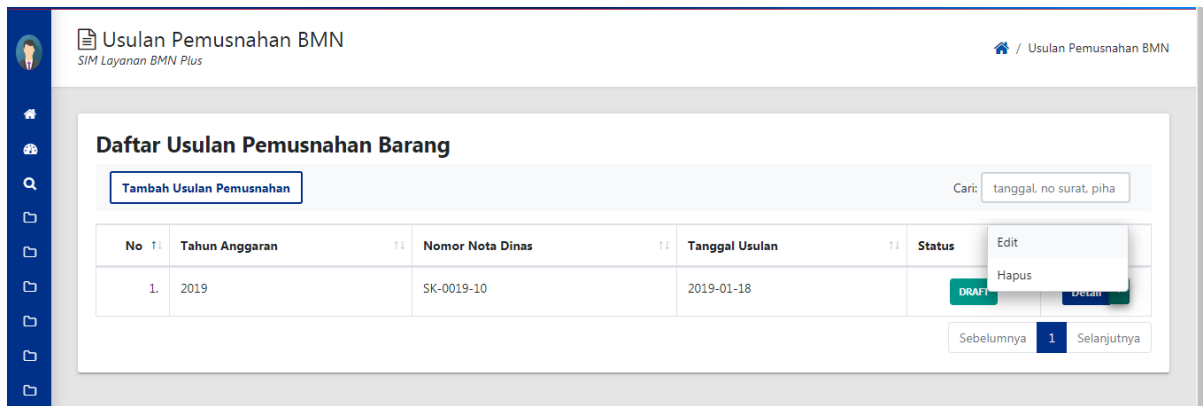 Usulan Pemusnahan BMN
SIM Layanan BMN Plus
/ Usulan Pemusnahan BMN
Daftar Usulan Pemusnahan Barang
Tambah Usulan Pemusnahan
Cari: tanggal, no surat, piha
No Tahun Anggaran Nomor Nota Dinas Tanggal Usulan Status
Edit
Hapus
1. 2019 SK-0019-10 2019-01-18 DRAFT Detail
Sebelumnya 1 Selanjutnya